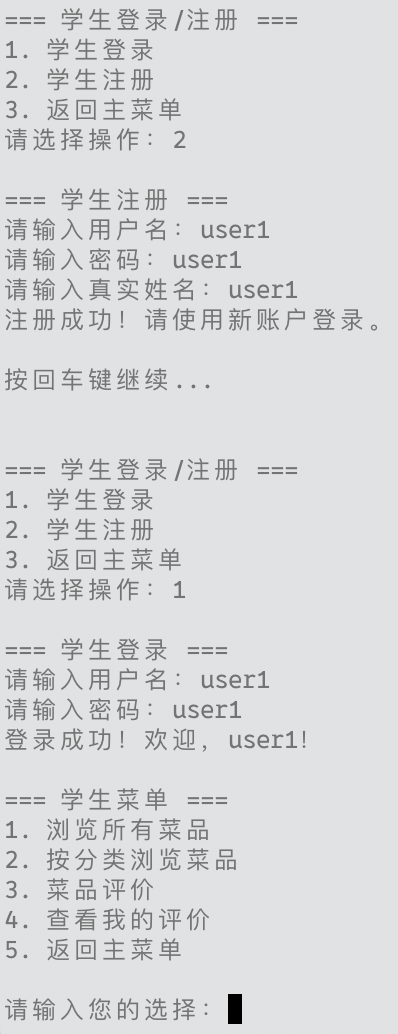 === 学生登录/注册 ===
1. 学生登录
2. 学生注册
3. 返回主菜单
请选择操作: 2
=== 学生注册 ===
请输入用户名: user1
请输入密码: user1
请输入真实姓名: user1
注册成功! 请使用新账户登录。
按回车键继续...
=== 学生登录/注册 ===
1. 学生登录
2. 学生注册
3. 返回主菜单
请选择操作: 1
=== 学生登录 ===
请输入用户名: user1
请输入密码: user1
登录成功! 欢迎, user1!
=== 学生菜单 ===
1. 浏览所有菜品
2. 按分类浏览菜品
3. 菜品评价
4. 查看我的评价
5. 返回主菜单
请输入您的选择: